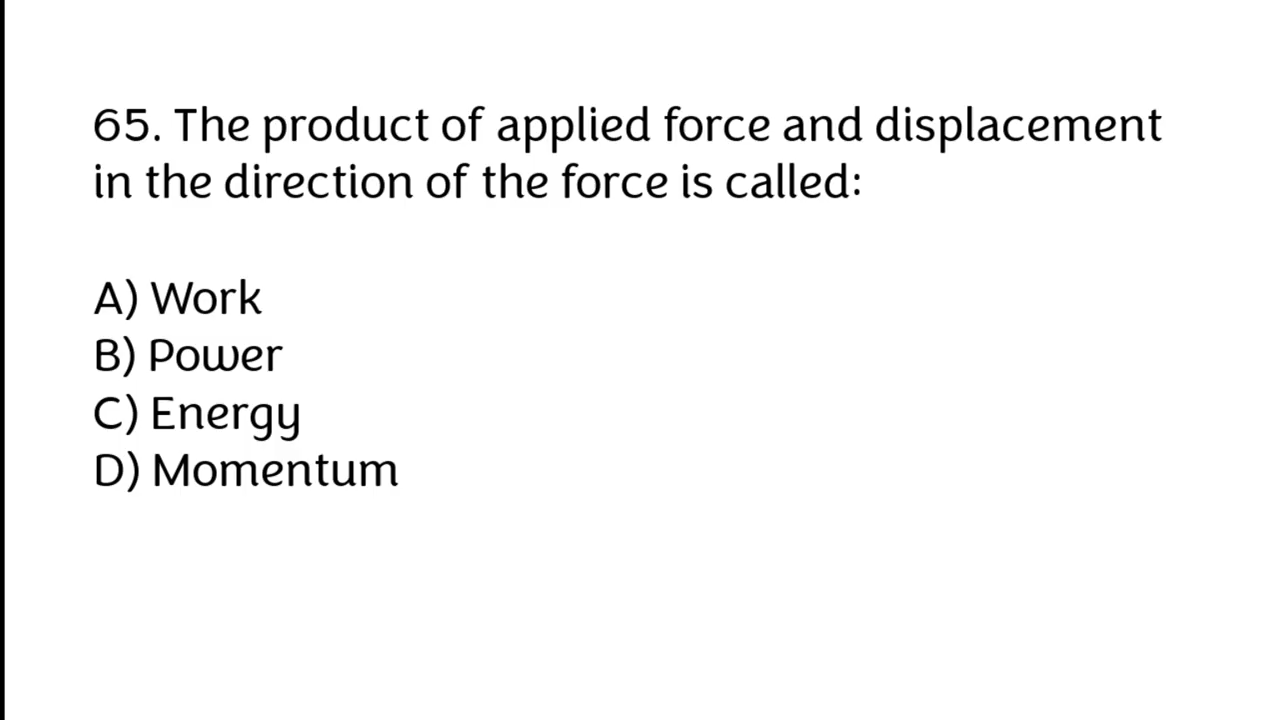 65. The product of applied force and displacement
in the direction of the force is called:
A) Work
B) Power
C) Energy
D) Momentum